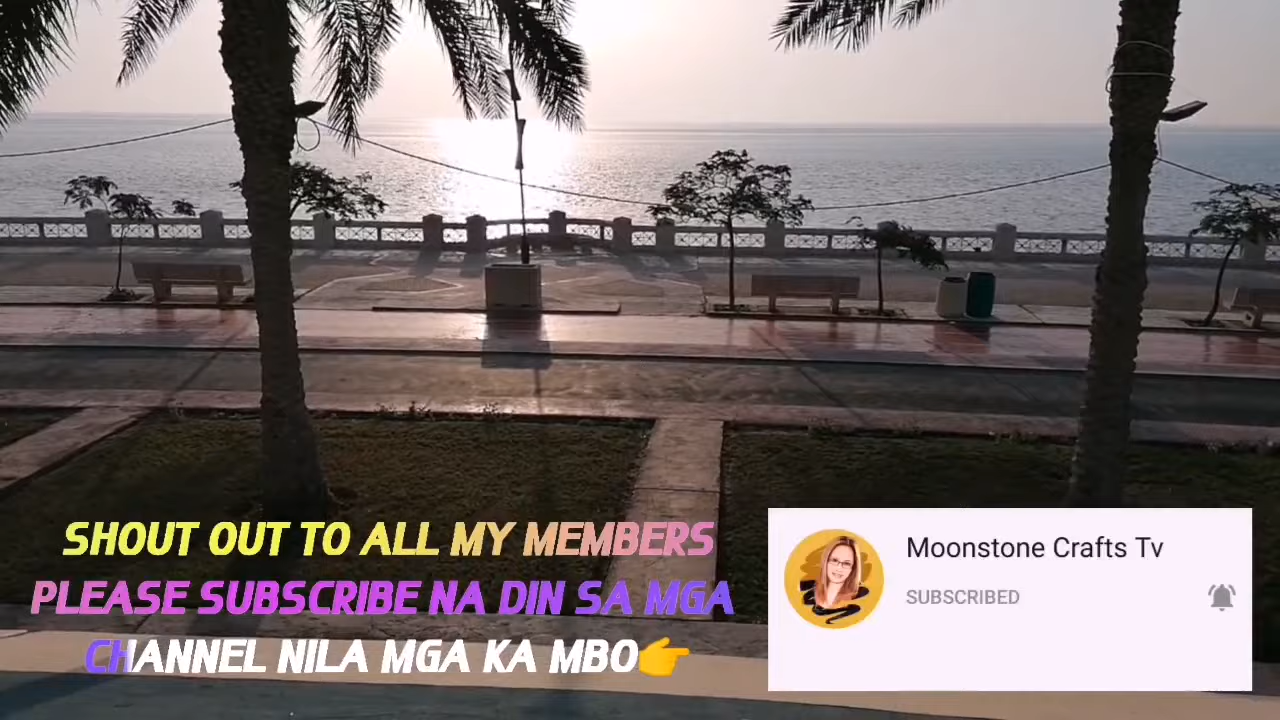 SHOUT OUT TO ALL MY MEMBERS
PLEASE SUBSCRIBE NA DIN SA MGA
CHANNEL NILA MGA KA MBO👉
Moonstone Crafts Tv
SUBSCRIBED